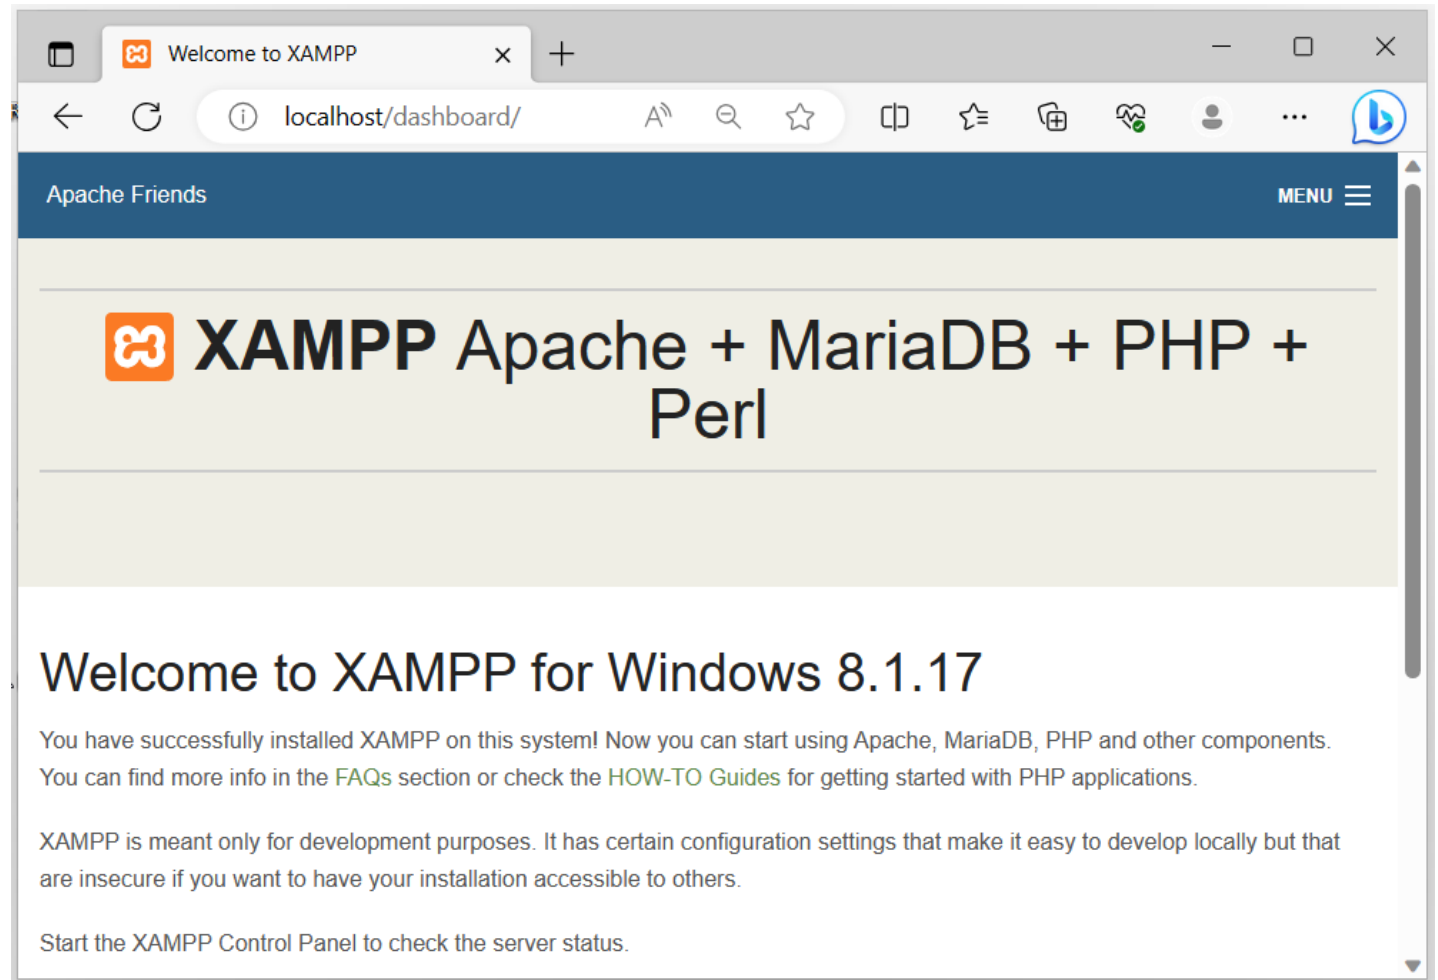 Welcome to XAMPP
localhost/dashboard/
Apache Friends
MENU
XAMPP Apache + MariaDB + PHP +
Perl
Welcome to XAMPP for Windows 8.1.17
You have successfully installed XAMPP on this system! Now you can start using Apache, MariaDB, PHP and other components.
You can find more info in the FAQs section or check the HOW-TO Guides for getting started with PHP applications.
XAMPP is meant only for development purposes. It has certain configuration settings that make it easy to develop locally but that
are insecure if you want to have your installation accessible to others.
Start the XAMPP Control Panel to check the server status.